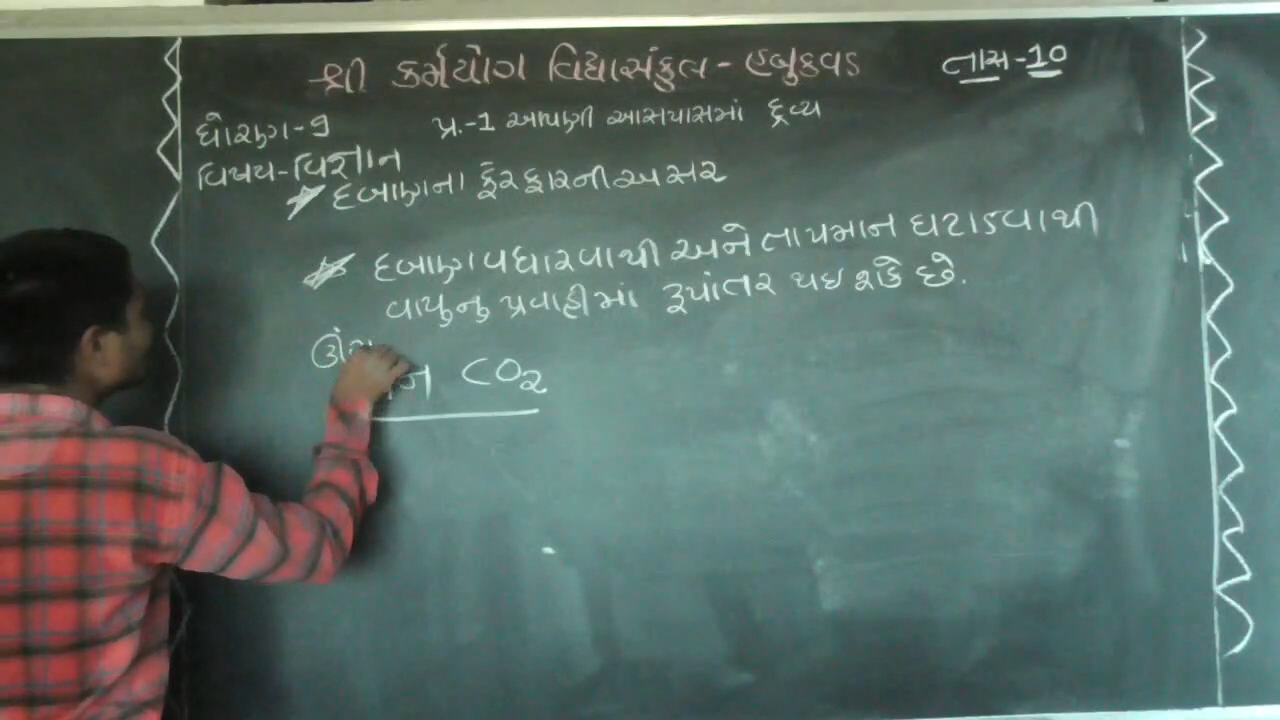 શ્રી કર્મયોગ વિદ્યાસંકુલ - હબુકવડ
તાસ-10
ધોરણ-9
પ્ર.-1 આપણી આસપાસમાં દ્રવ્ય
વિષય-વિજ્ઞાન
દબાણના ફેરફારની અસર
દબાણ વધારવાથી અને તાપમાન ઘટાડવાથી
વાયુનુ પ્રવાહીમાં રૂપાંતર થઇ શકે છે.
CO2